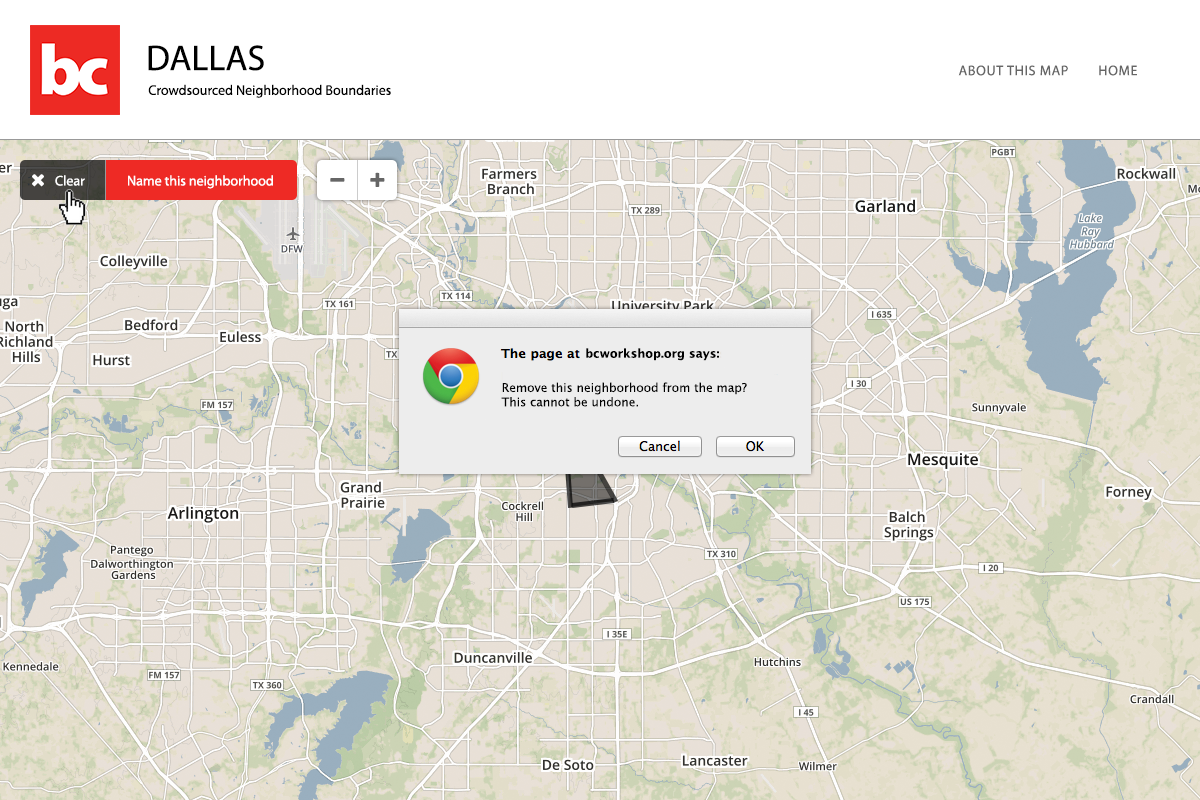 bc
DALLAS
Crowdsourced Neighborhood Boundaries
ABOUT THIS MAP
HOME
Clear
Name this neighborhood
Farmers
Branch
PGBT
Rockwall
TX 289
Garland
Lake
Ray
Hubbard
DFW
Colleyville
TX 161
TX 114
University Park
I 635
North
Richland
Hills
Bedford
Euless
Hurst
TX
The page at bcworkshop.org says:
Remove this neighborhood from the map?
This cannot be undone.
Cancel
OK
I 30
FM 157
Sunnyvale
Mesquite
Grand
Prairie
Arlington
Cockrell
Hill
Forney
Balch
Springs
Pantego
Dalworthington
Gardens
TX 310
I 20
US 175
I 35E
Duncanville
Hutchins
Kennedale
FM 157
TX 360
Crandall
I 45
De Soto
Lancaster
Wilmer